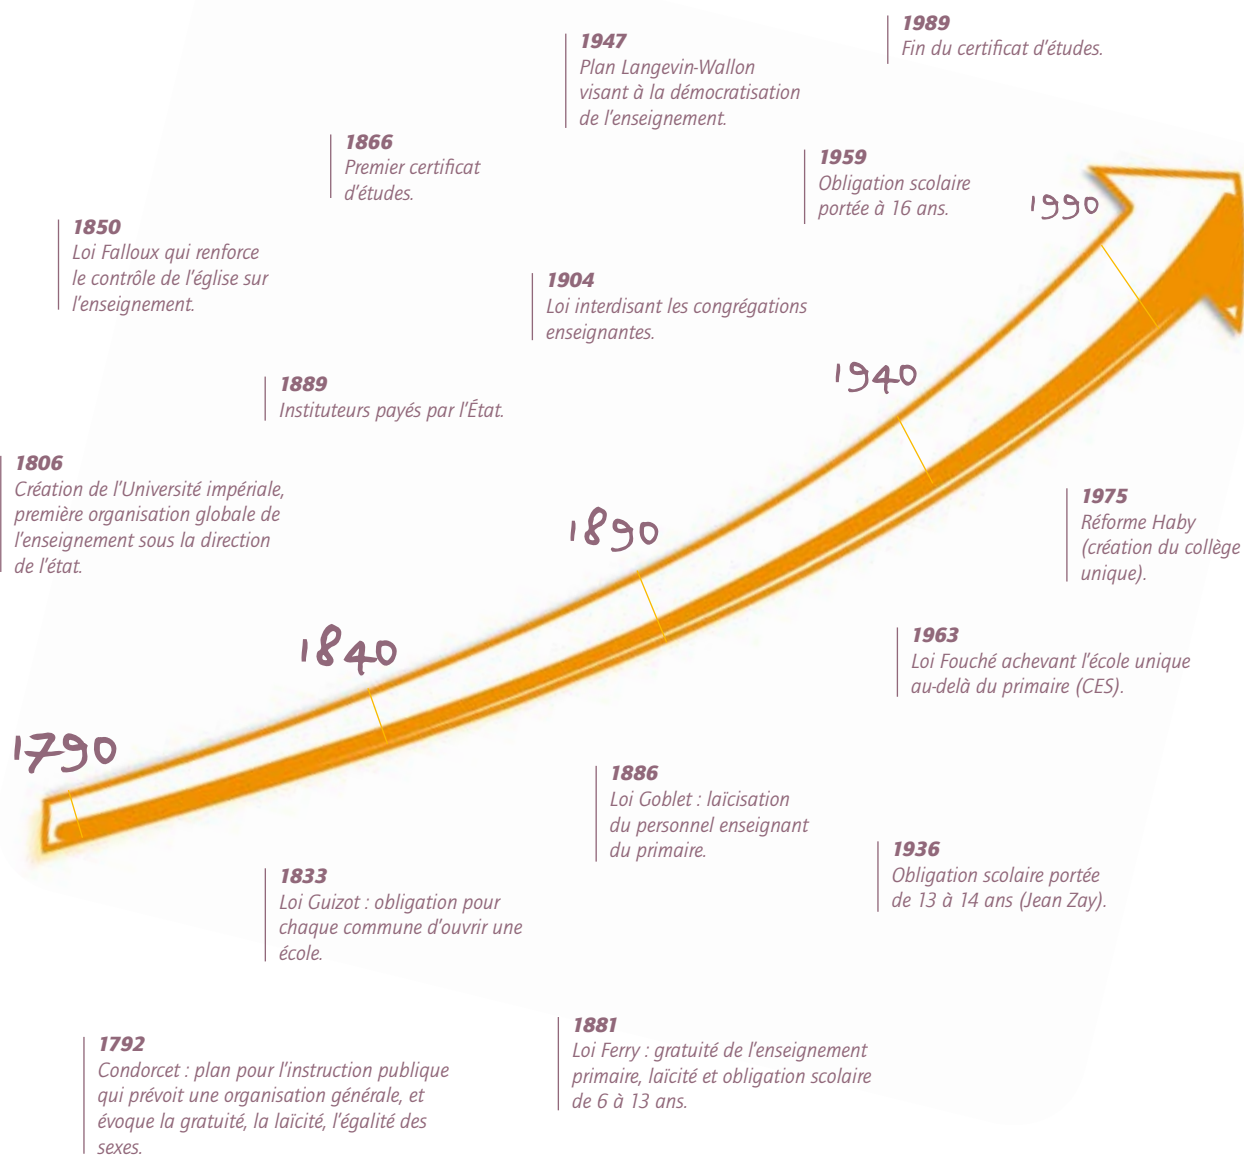 1989
Fin du certificat d'études.
1947
Plan Langevin-Wallon
visant à la démocratisation
de l'enseignement.
1866
Premier certificat
d'études.
1959
Obligation scolaire
portée à 16 ans.
1990
1850
Loi Falloux qui renforce
le contrôle de l'église sur
l'enseignement.
1904
Loi interdisant les congrégations
enseignantes.
1940
1889
Instituteurs payés par l'État.
1806
Création de l'Université impériale,
première organisation globale de
l'enseignement sous la direction
de l'état.
1975
Réforme Haby
(création du collège
unique).
1890
1963
Loi Fouché achevant l'école unique
au-delà du primaire (CES).
1840
1790
1886
Loi Goblet : laïcisation
du personnel enseignant
du primaire.
1936
Obligation scolaire portée
de 13 à 14 ans (Jean Zay).
1833
Loi Guizot : obligation pour
chaque commune d'ouvrir une
école.
1881
Loi Ferry : gratuité de l'enseignement
primaire, laïcité et obligation scolaire
de 6 à 13 ans.
1792
Condorcet : plan pour l'instruction publique
qui prévoit une organisation générale, et
évoque la gratuité, la laïcité, l'égalité des
sexes.